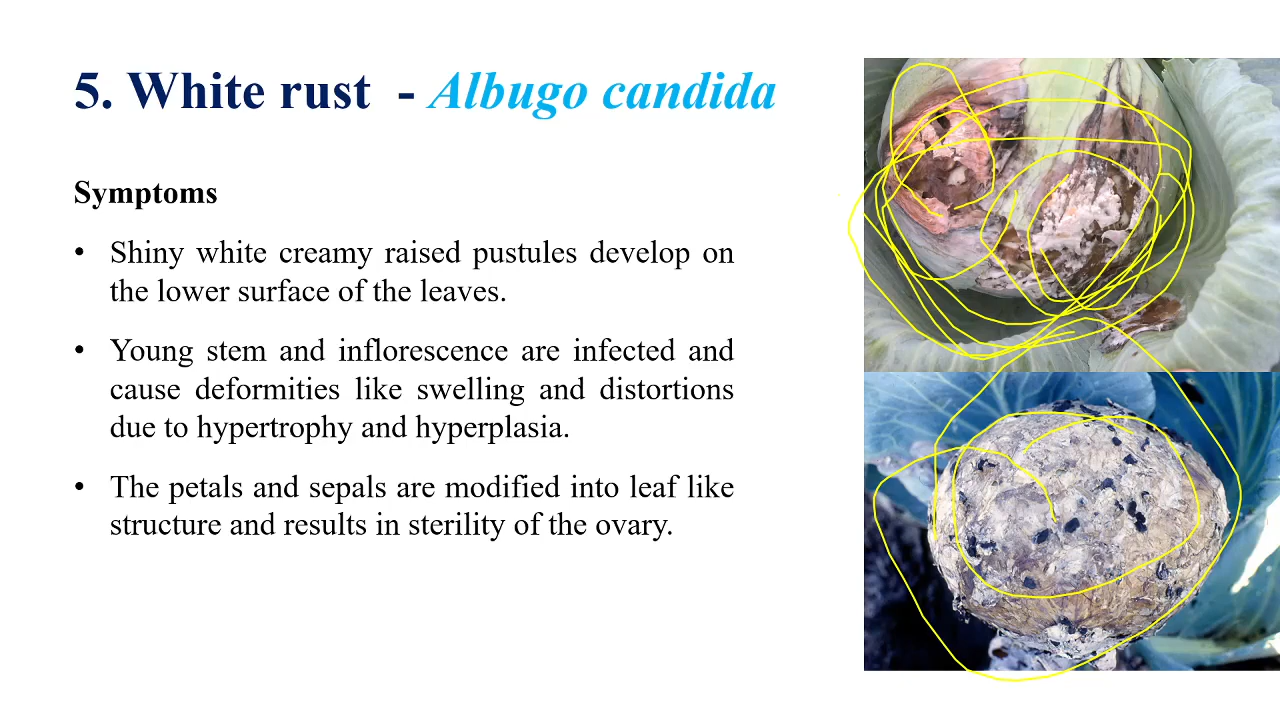 5. White rust - Albugo candida
Symptoms
• Shiny white creamy raised pustules develop on
the lower surface of the leaves.
• Young stem and inflorescence are infected and
cause deformities like swelling and distortions
due to hypertrophy and hyperplasia.
• The petals and sepals are modified into leaf like
structure and results in sterility of the ovary.